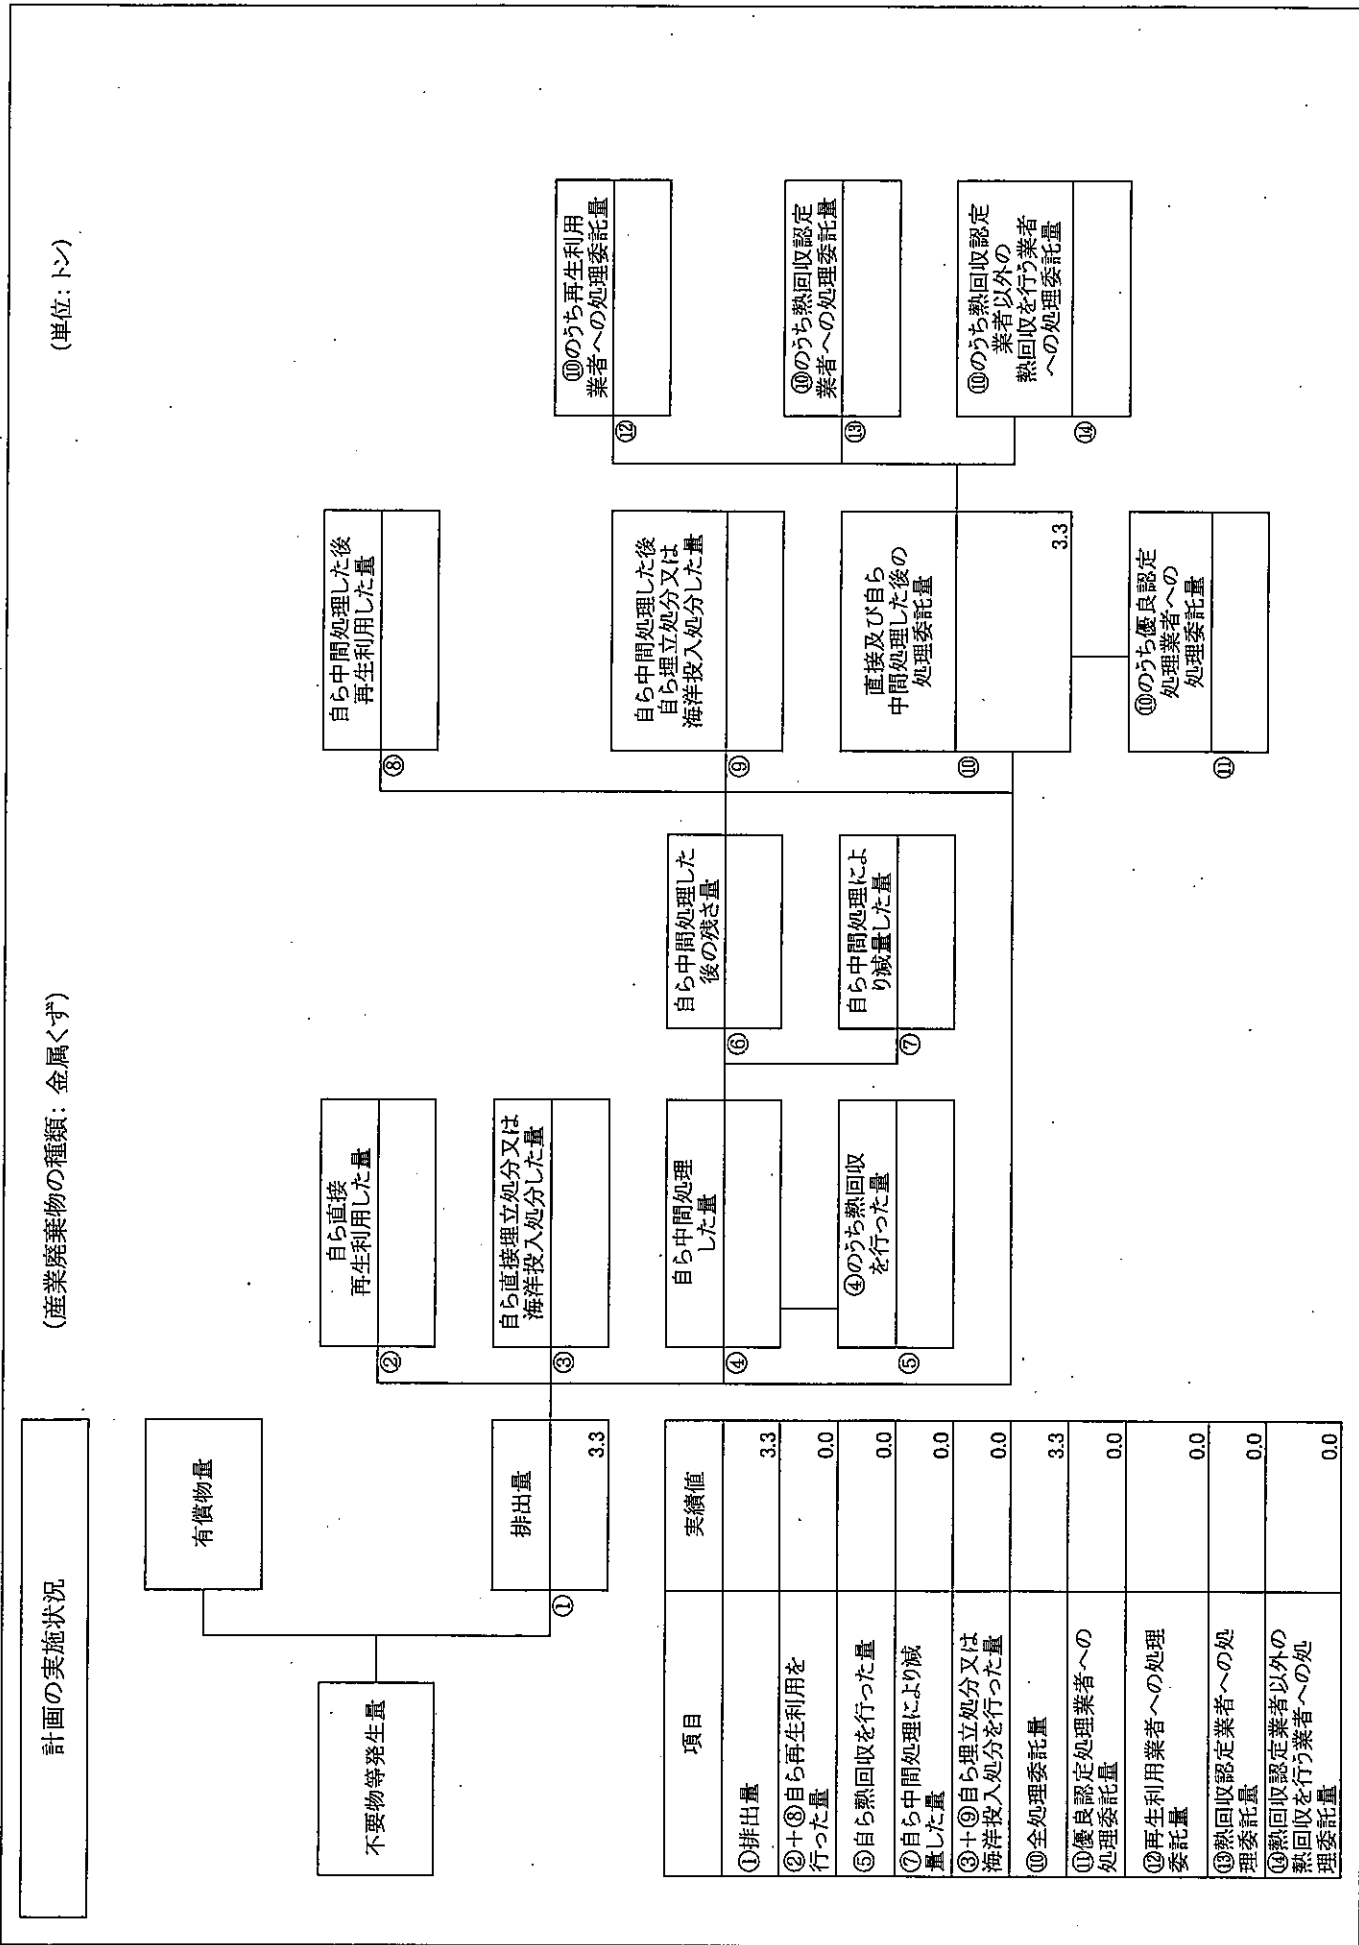 計画の実施状況
(産業廃棄物の種類: 金属くず)
(単位: トン)
不要物等発生量
有償物量
①
排出量
3.3
②
自ら直接
再生利用した量
③
自ら直接埋立処分又は
海洋投入処分した量
④
自ら中間処理
した量
⑤
④のうち熱回収
を行った量
⑥
自ら中間処理した
後の残さ量
⑦
自ら中間処理によ
り減量した量
⑧
自ら中間処理した後
再生利用した量
⑨
自ら中間処理した後
自ら埋立処分又は
海洋投入処分した量
⑩
直接及び自ら
中間処理した後の
処理委託量
3.3
⑪
⑩のうち優良認定
処理業者への
処理委託量
⑫
⑩のうち再生利用
業者への処理委託量
⑬
⑩のうち熱回収認定
業者への処理委託量
⑭
⑩のうち熱回収認定
業者以外の
熱回収を行う業者
への処理委託量
項目 実績値
①排出量 3.3
②+⑧自ら再生利用を
行った量 0.0
⑤自ら熱回収を行った量 0.0
⑦自ら中間処理により減
量した量 0.0
③+⑨自ら埋立処分又は
海洋投入処分を行った量 0.0
⑩全処理委託量 3.3
⑪優良認定処理業者への
処理委託量 0.0
⑫再生利用業者への処理
委託量 0.0
⑬熱回収認定業者への処
理委託量 0.0
⑭熱回収認定業者以外の
熱回収を行う業者への処
理委託量 0.0